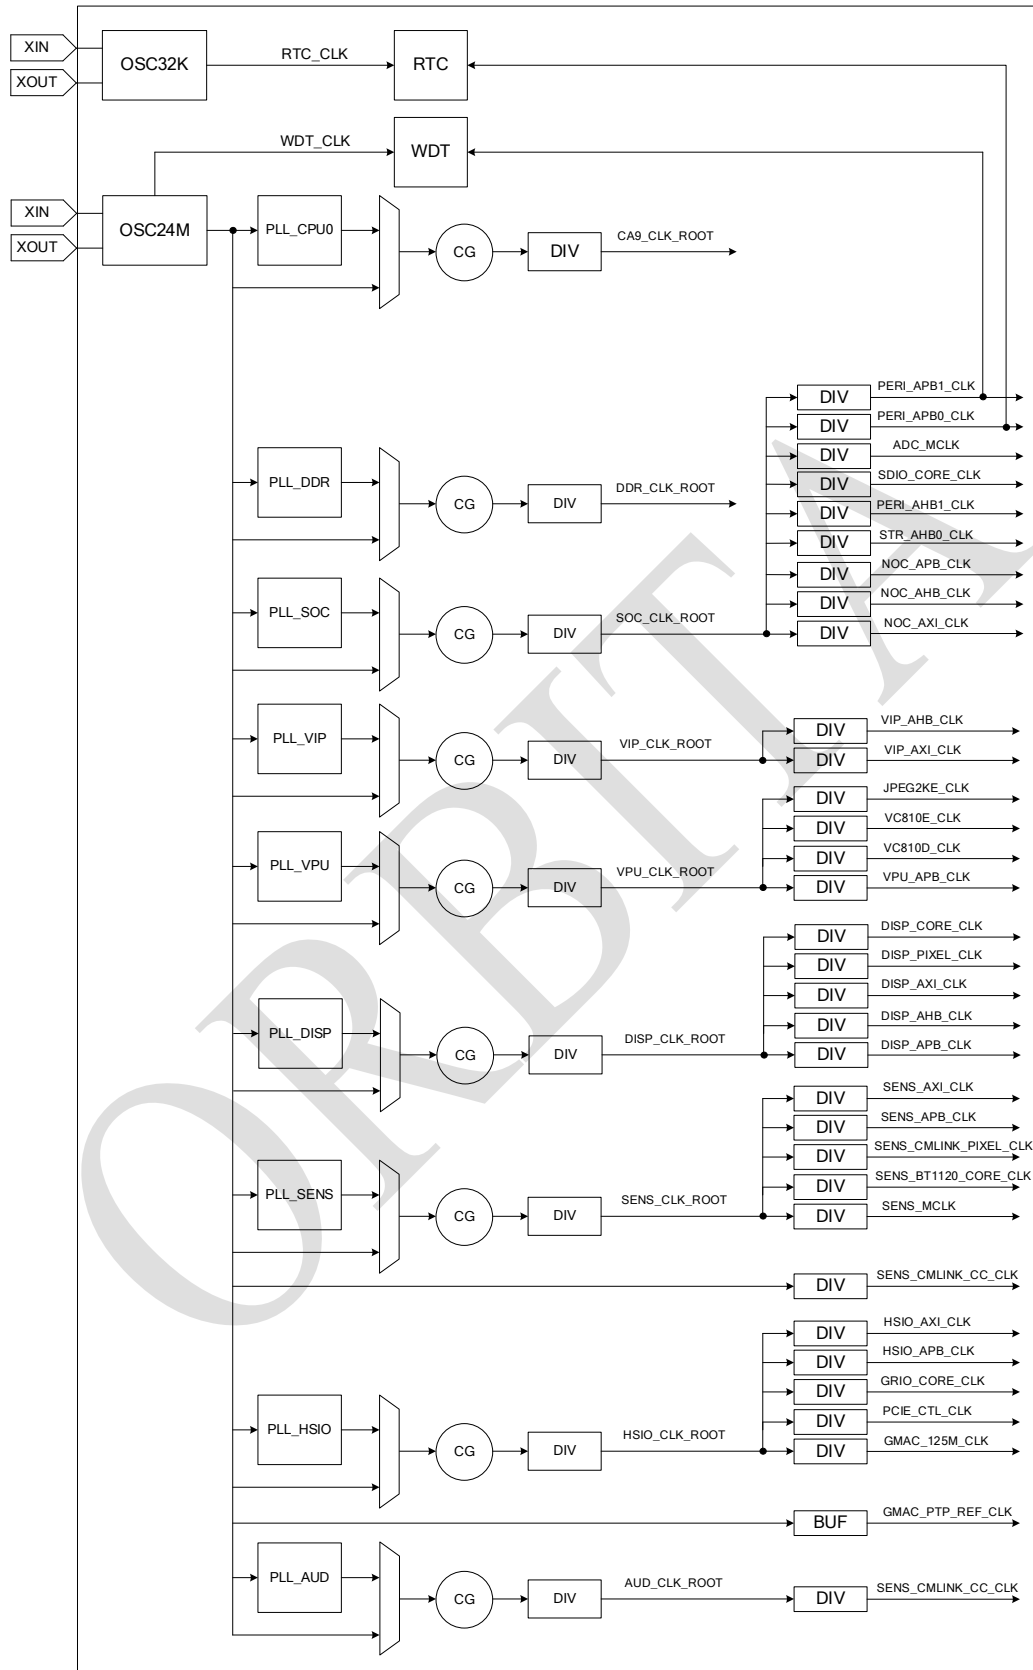 XIN
XOUT
OSC32K
RTC_CLK
RTC
WDT_CLK
WDT
XIN
XOUT
OSC24M
PLL_CPU0
CG
DIV
CA9_CLK_ROOT
PLL_DDR
CG
DIV
DDR_CLK_ROOT
DIV PERI_APB1_CLK
DIV PERI_APB0_CLK
DIV ADC_MCLK
DIV SDIO_CORE_CLK
DIV PERI_AHB1_CLK
DIV STR_AHB0_CLK
DIV NOC_APB_CLK
DIV NOC_AHB_CLK
DIV NOC_AXI_CLK
PLL_SOC
CG
DIV
SOC_CLK_ROOT
PLL_VIP
CG
DIV
VIP_CLK_ROOT
DIV VIP_AHB_CLK
DIV VIP_AXI_CLK
PLL_VPU
CG
DIV
VPU_CLK_ROOT
DIV JPEG2KE_CLK
DIV VC810E_CLK
DIV VC810D_CLK
DIV VPU_APB_CLK
PLL_DISP
CG
DIV
DISP_CLK_ROOT
DIV DISP_CORE_CLK
DIV DISP_PIXEL_CLK
DIV DISP_AXI_CLK
DIV DISP_AHB_CLK
DIV DISP_APB_CLK
PLL_SENS
CG
DIV
SENS_CLK_ROOT
DIV SENS_AXI_CLK
DIV SENS_APB_CLK
DIV SENS_CMLINK_PIXEL_CLK
DIV SENS_BT1120_CORE_CLK
DIV SENS_MCLK
DIV SENS_CMLINK_CC_CLK
PLL_HSIO
CG
DIV
HSIO_CLK_ROOT
DIV HSIO_AXI_CLK
DIV HSIO_APB_CLK
DIV GRIO_CORE_CLK
DIV PCIE_CTL_CLK
DIV GMAC_125M_CLK
BUF GMAC_PTP_REF_CLK
PLL_AUD
CG
DIV
AUD_CLK_ROOT
DIV SENS_CMLINK_CC_CLK
ORBITA